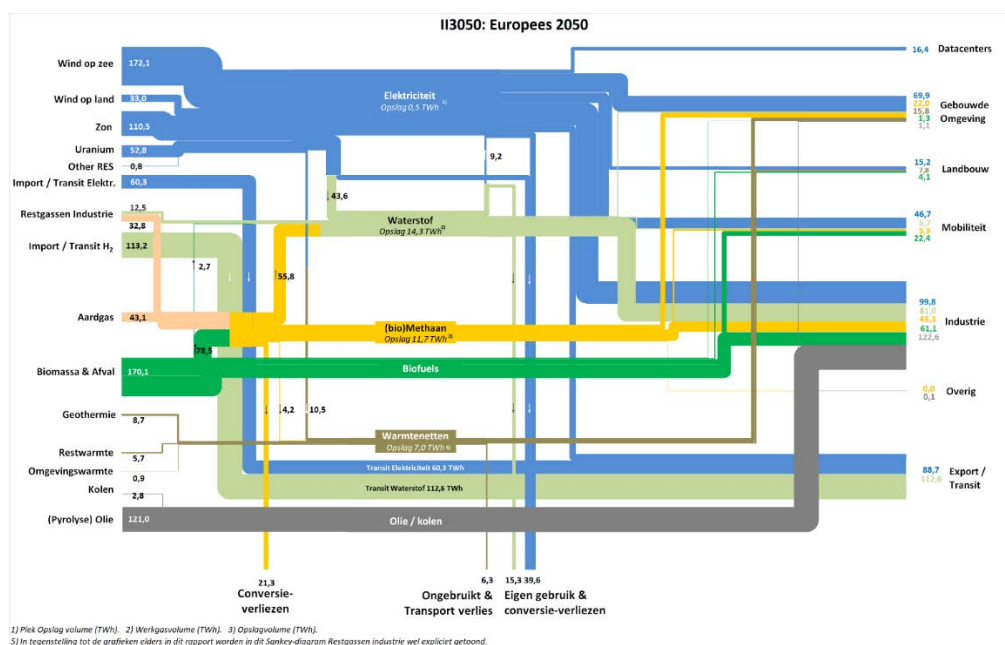 II3050: Europees 2050
Wind op zee
172,1
Wind op land
33,0
Zon
110,5
Uranium
52,8
Other RES
0,8
Import / Transit Elektr.
60,3
Restgassen Industrie
12,5
32,8
Import / Transit H2
113,2
Aardgas
43,1
Biomassa & Afval
170,1
Geothermie
8,7
Restwarmte
5,7
Omgevingswarmte
0,9
Kolen
2,8
(Pyrolyse) Olie
121,0
Elektriciteit
Opslag 0,5 TWh 1)
9,2
43,6
Waterstof
Opslag 14,3 TWh 2)
2,7
55,8
(bio)Methaan
Opslag 11,7 TWh 2)
78,5
Biofuels
4,2
10,5
Warmtenetten
Opslag 7,0 TWh 3)
Transit Elektriciteit 60,3 TWh
Transit Waterstof 112,6 TWh
Olie / kolen
16,4
Datacenters
69,9
22,0
15,8
1,3
1,1
Gebouwde
Omgeving
15,2
7,8
4,1
Landbouw
46,7
22,4
Mobiliteit
99,8
81,0
45,2
61,1
122,6
Industrie
0,0
0,1
Overig
88,7
112,6
Export /
Transit
21,3
Conversie-
verliezen
6,3
Ongebruikt &
Transport verlies
15,3
39,6
Eigen gebruik &
conversie-verliezen
1) Piek Opslag volume (TWh). 2) Werkgasvolume (TWh). 3) Opslagvolume (TWh).
5) In tegenstelling tot de grafieken elders in dit rapport worden in dit Sankey-diagram Restgassen industrie wel expliciet getoond.